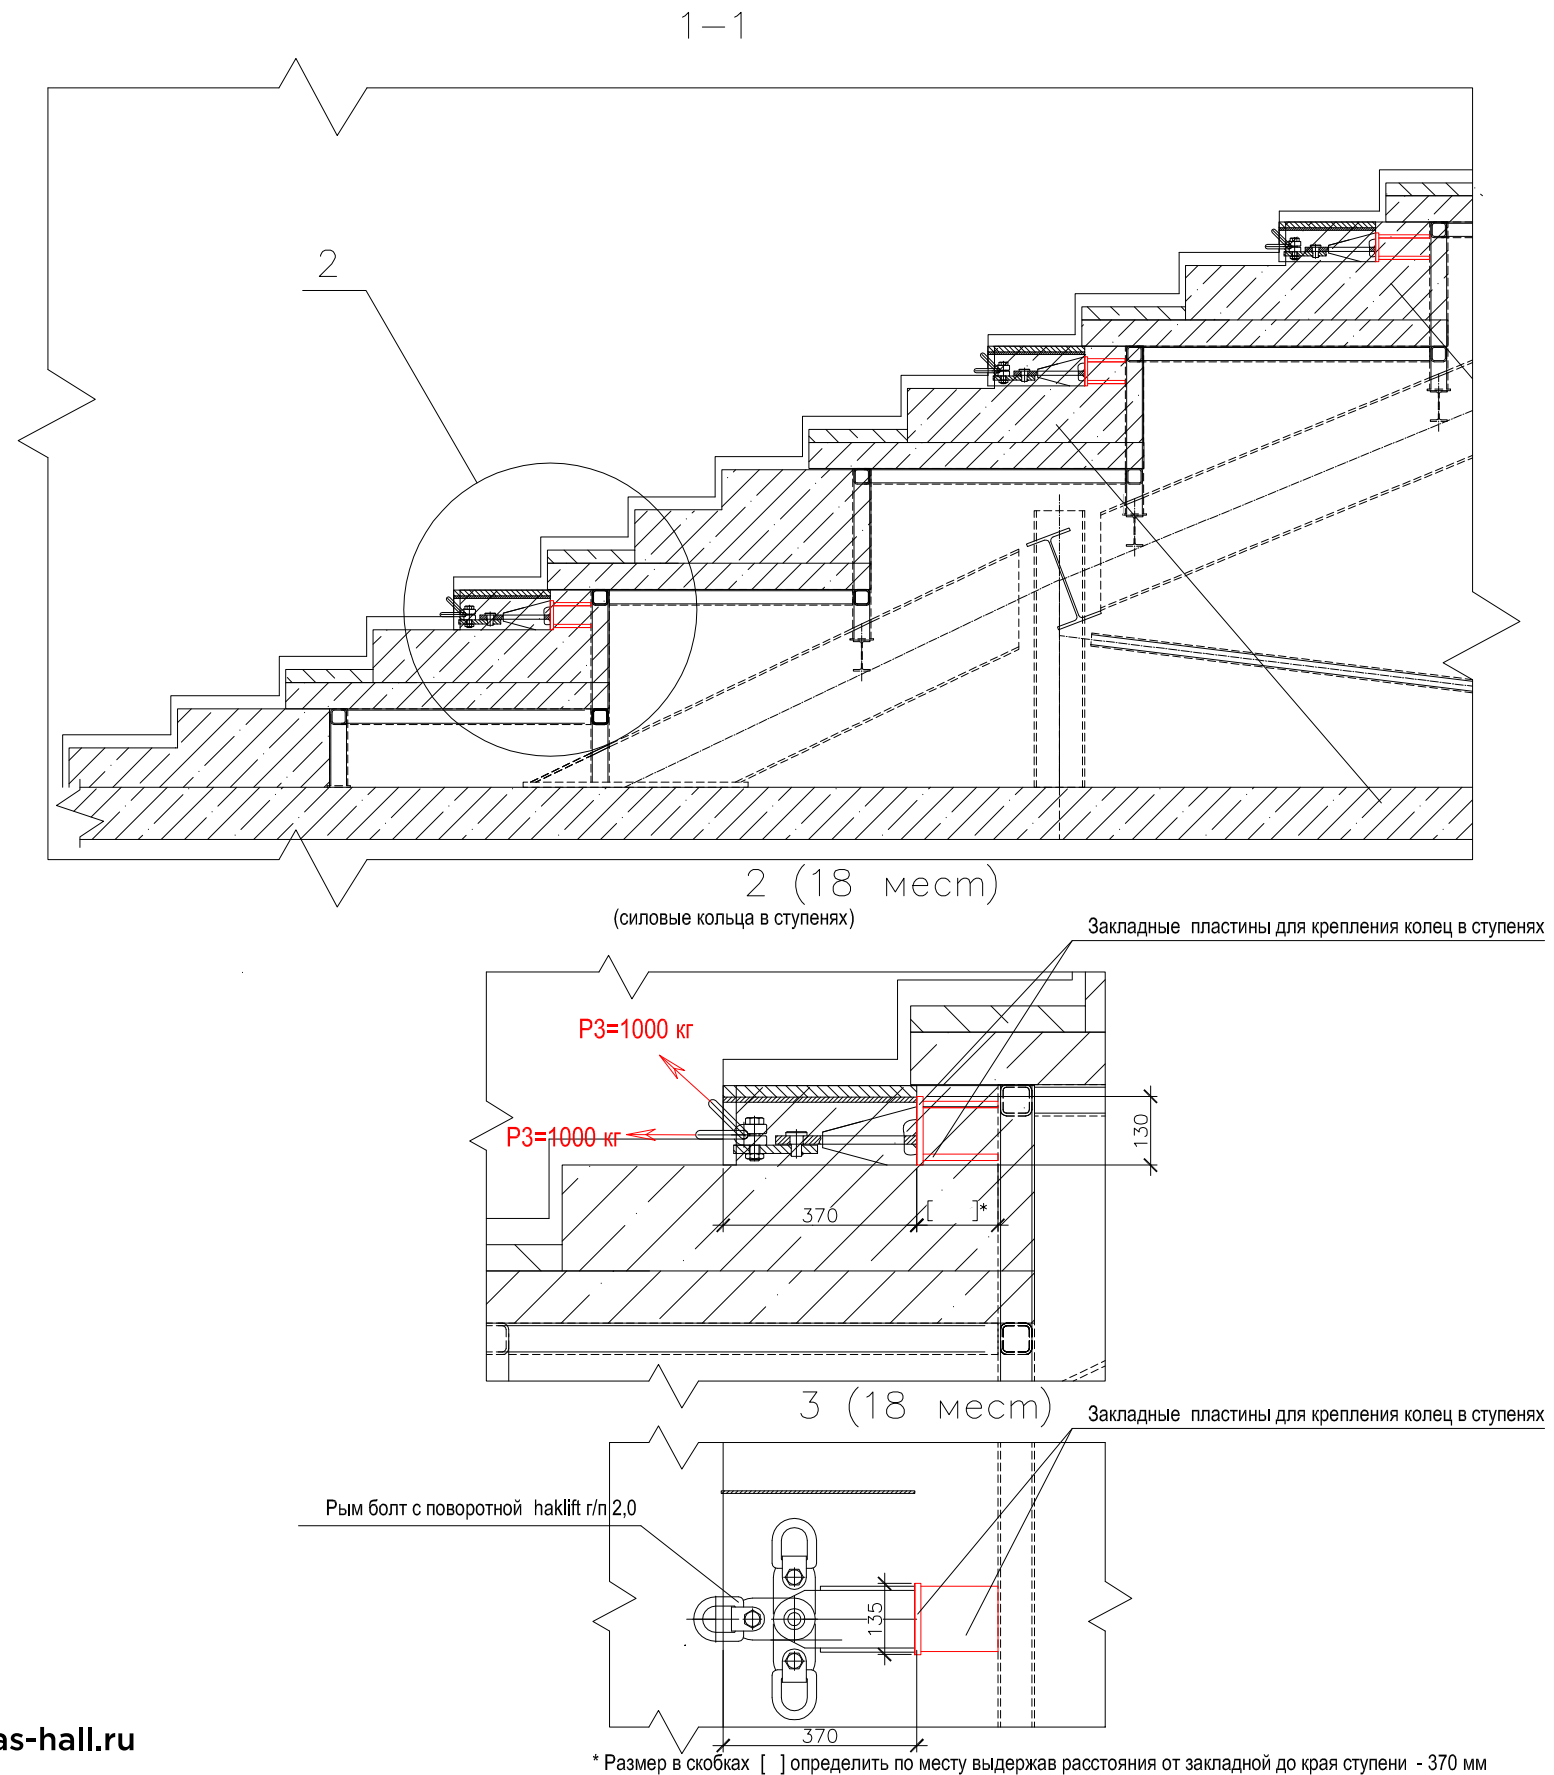 1-1
2
2 (18 мест)
(силовые кольца в ступенях)
Закладные пластины для крепления колец в ступенях
P3=1000 кг
P3=1000 кг
130
370
[ ]*
3 (18 мест)
Закладные пластины для крепления колец в ступенях
Рым болт с поворотной haklift г/п 2,0
135
370
as-hall.ru
* Размер в скобках [ ] определить по месту выдержав расстояния от закладной до края ступени - 370 мм